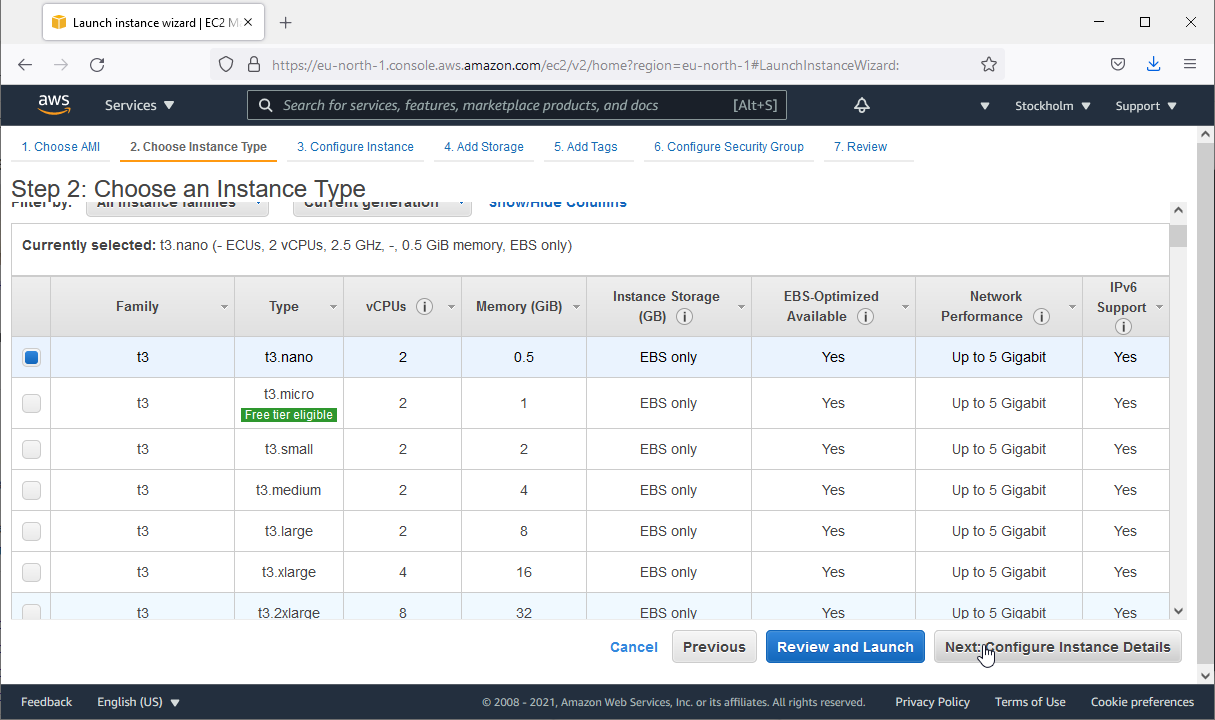 Launch instance wizard | EC2 M
https://eu-north-1.console.aws.amazon.com/ec2/v2/home?region=eu-north-1#LaunchInstanceWizard:
aws Services Search for services, features, marketplace products, and docs [Alt+S] Stockholm Support
1. Choose AMI 2. Choose Instance Type 3. Configure Instance 4. Add Storage 5. Add Tags 6. Configure Security Group 7. Review
Step 2: Choose an Instance Type
Filter by: All instance families Current generation Show/Hide Columns
Currently selected: t3.nano (- ECUs, 2 vCPUs, 2.5 GHz, -, 0.5 GiB memory, EBS only)
Family Type vCPUs Memory (GiB) Instance Storage (GB) EBS-Optimized Available Network Performance IPv6 Support
t3 t3.nano 2 0.5 EBS only Yes Up to 5 Gigabit Yes
t3 t3.micro Free tier eligible 2 1 EBS only Yes Up to 5 Gigabit Yes
t3 t3.small 2 2 EBS only Yes Up to 5 Gigabit Yes
t3 t3.medium 2 4 EBS only Yes Up to 5 Gigabit Yes
t3 t3.large 2 8 EBS only Yes Up to 5 Gigabit Yes
t3 t3.xlarge 4 16 EBS only Yes Up to 5 Gigabit Yes
t3 t3.2xlarge 8 32 EBS only Yes Up to 5 Gigabit Yes
Cancel Previous Review and Launch Next: Configure Instance Details
Feedback English (US) © 2008 - 2021, Amazon Web Services, Inc. or its affiliates. All rights reserved. Privacy Policy Terms of Use Cookie preferences